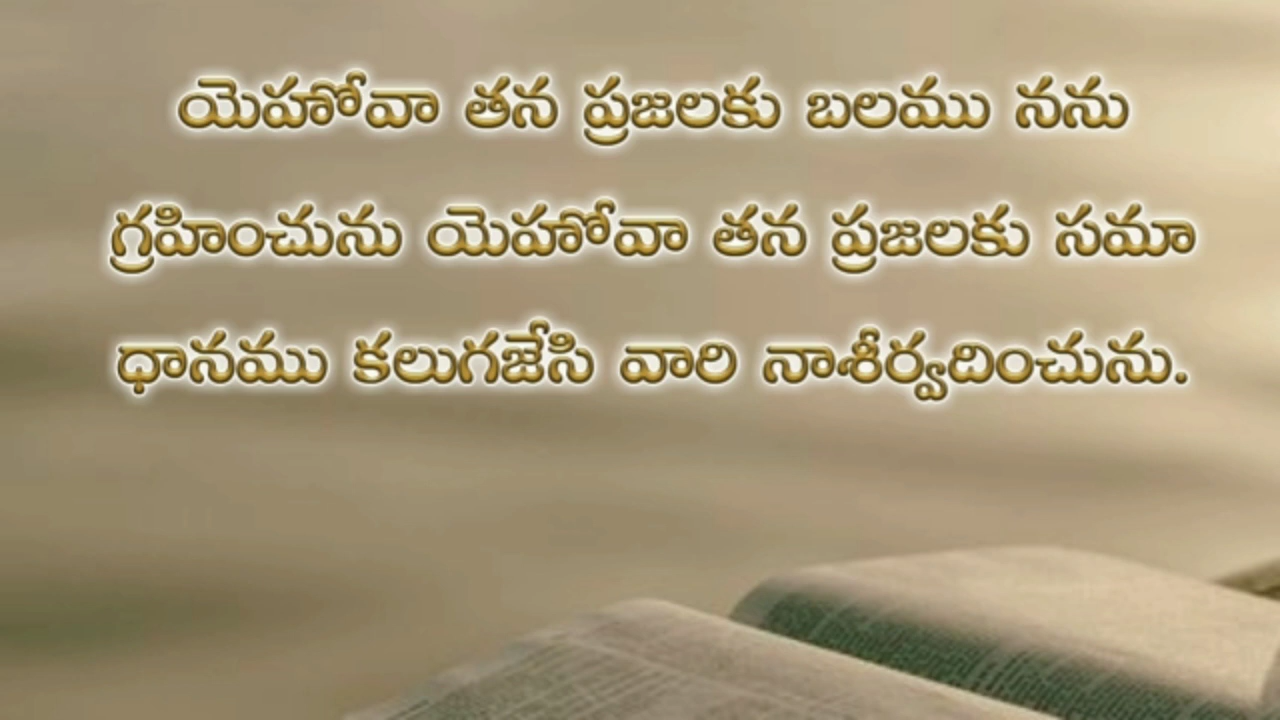 యెహోవా తన ప్రజలకు బలము నను
గ్రహించును యెహోవా తన ప్రజలకు సమా
ధానము కలుగజేసి వారి నాశీర్వదించును.